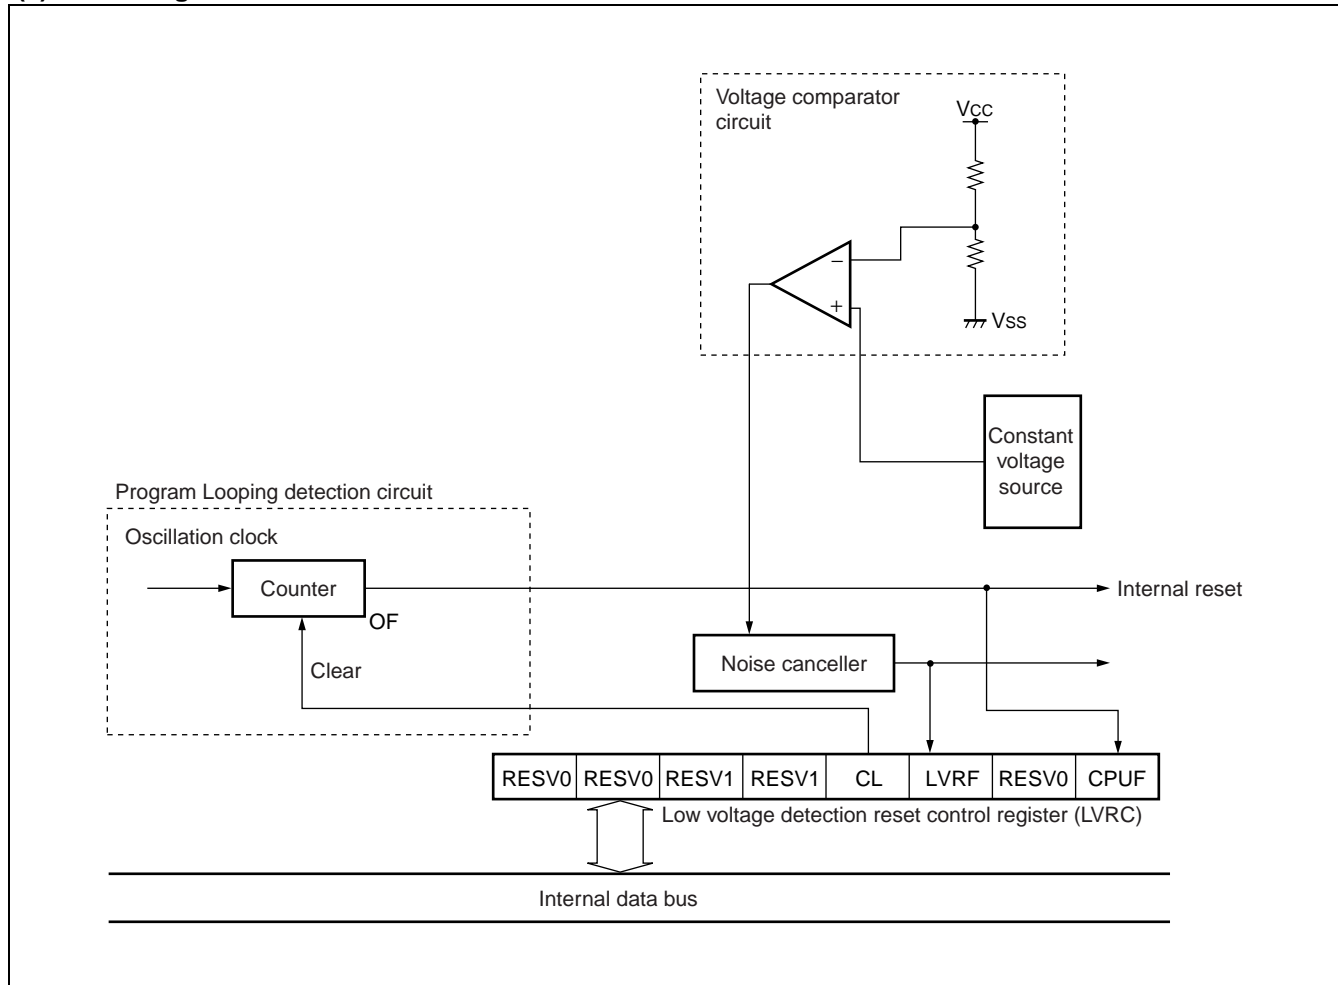 Voltage comparator
circuit
Vcc
−
+
Vss
Constant
voltage
source
Program Looping detection circuit
Oscillation clock
Counter
OF
Internal reset
Clear
Noise canceller
RESV0 RESV0 RESV1 RESV1 CL LVRF RESV0 CPUF
Low voltage detection reset control register (LVRC)
Internal data bus